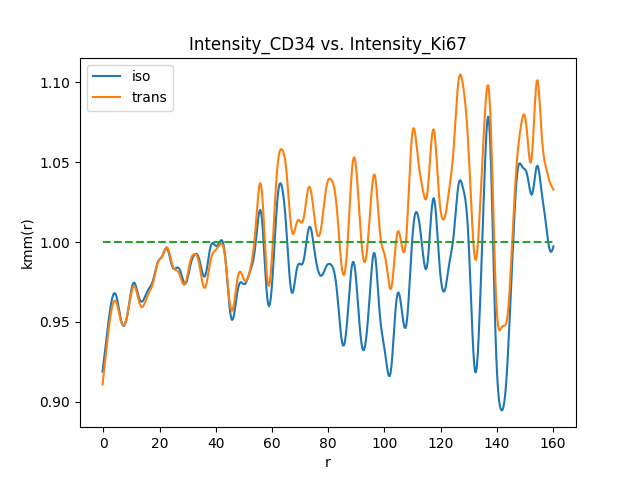 Intensity_CD34 vs. Intensity_Ki67
iso
trans
kmm(r)
1.10
1.05
1.00
0.95
0.90
0 20 40 60 80 100 120 140 160
r